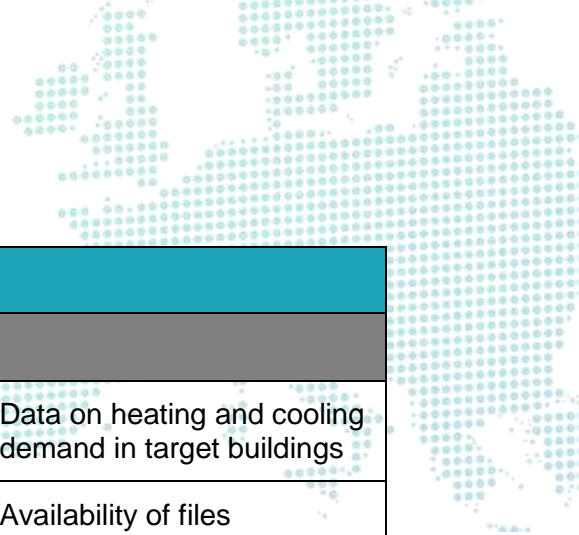 Data on heating and cooling
demand in target buildings
Availability of files